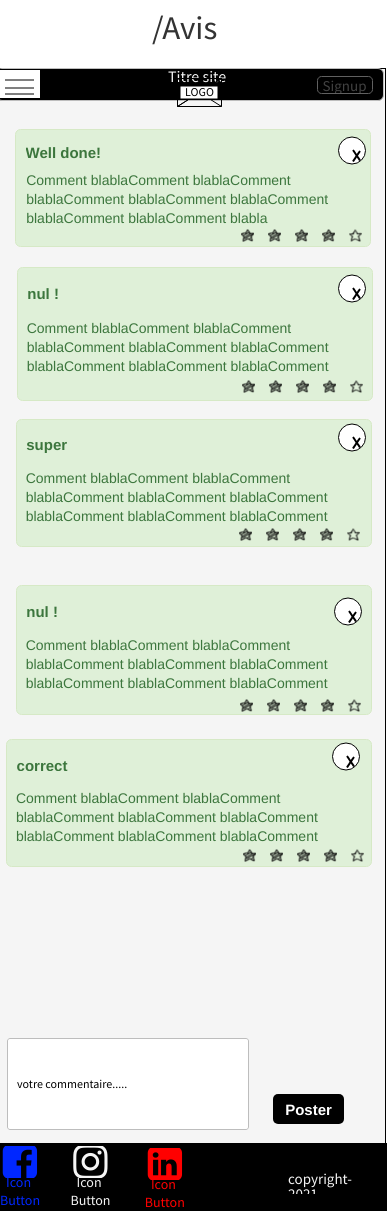 /Avis
Titre site
LOGO
Signup
Well done!
X
Comment blablaComment blablaComment
blablaComment blablaComment blablaComment
blablaComment blablaComment blabla
nul !
X
Comment blablaComment blablaComment
blablaComment blablaComment blablaComment
blablaComment blablaComment blablaComment
super
X
Comment blablaComment blablaComment
blablaComment blablaComment blablaComment
blablaComment blablaComment blablaComment
nul !
X
Comment blablaComment blablaComment
blablaComment blablaComment blablaComment
blablaComment blablaComment blablaComment
correct
X
Comment blablaComment blablaComment
blablaComment blablaComment blablaComment
blablaComment blablaComment blablaComment
votre commentaire.....
Poster
Icon
Button
Icon
Button
Icon
Button
copyright-
2021